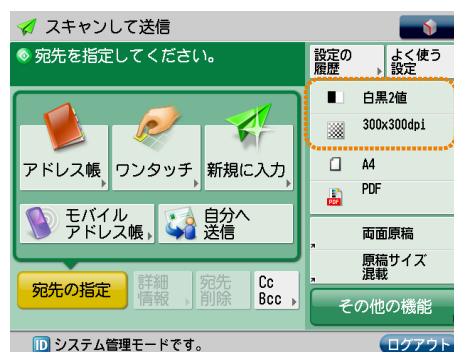 スキャンして送信
宛先を指定してください。
設定の
履歴
よく使う
設定
白黒2値
300x300dpi
アドレス帳
ワンタッチ
新規に入力
A4
PDF
PDF
モバイル
アドレス帳
自分へ
送信
両面原稿
原稿サイズ
混載
宛先の指定
詳細
情報
宛先
削除
Cc
Bcc
その他の機能
ID システム管理モードです。
ログアウト